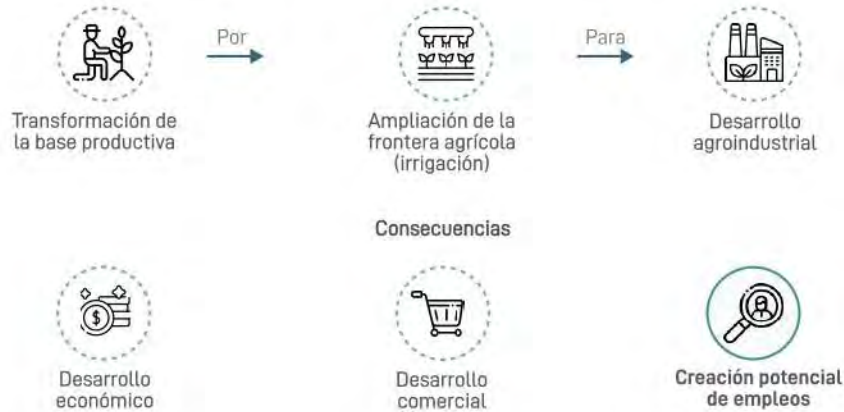 Por
Para
Transformación de
la base productiva
Ampliación de la
frontera agrícola
(irrigación)
Desarrollo
agroindustrial
Consecuencias
$
Desarrollo
económico
Desarrollo
comercial
Creación potencial
de empleos